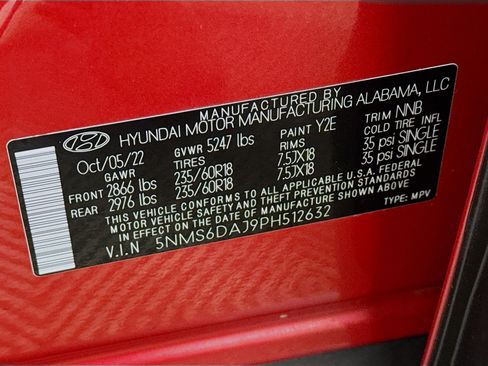 MANUFACTURED BY
HYUNDAI MOTOR MANUFACTURING ALABAMA, LLC
Oct/05/22 GVWR 5247 lbs PAINT Y2E TRIM NNB
GAWR TIRES RIMS COLD TIRE INFL
FRONT 2866 lbs 235/60R18 7.5JX18 35 psi SINGLE
REAR 2976 lbs 235/60R18 7.5JX18 35 psi SINGLE
THIS VEHICLE CONFORMS TO ALL APPLICABLE U.S.A. FEDERAL
MOTOR VEHICLE SAFETY STANDARDS IN EFFECT ON THE DATE OF
MANUFACTURE SHOWN ABOVE.
V.I.N 5NMS6DAJ9PH512632 TYPE: MPV